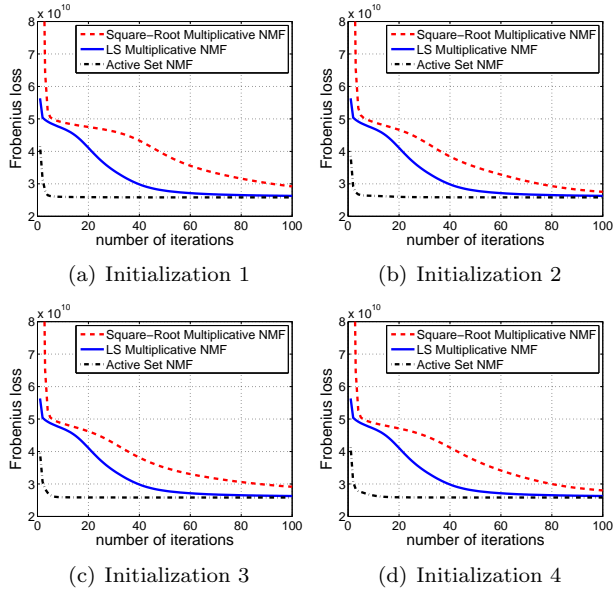 x 10^10
8
7
6
5
4
3
2
0 20 40 60 80 100
Frobenius loss
number of iterations
Square-Root Multiplicative NMF
LS Multiplicative NMF
Active Set NMF
(a) Initialization 1
x 10^10
8
7
6
5
4
3
2
0 20 40 60 80 100
Frobenius loss
number of iterations
Square-Root Multiplicative NMF
LS Multiplicative NMF
Active Set NMF
(b) Initialization 2
x 10^10
8
7
6
5
4
3
2
0 20 40 60 80 100
Frobenius loss
number of iterations
Square-Root Multiplicative NMF
LS Multiplicative NMF
Active Set NMF
(c) Initialization 3
x 10^10
8
7
6
5
4
3
2
0 20 40 60 80 100
Frobenius loss
number of iterations
Square-Root Multiplicative NMF
LS Multiplicative NMF
Active Set NMF
(d) Initialization 4